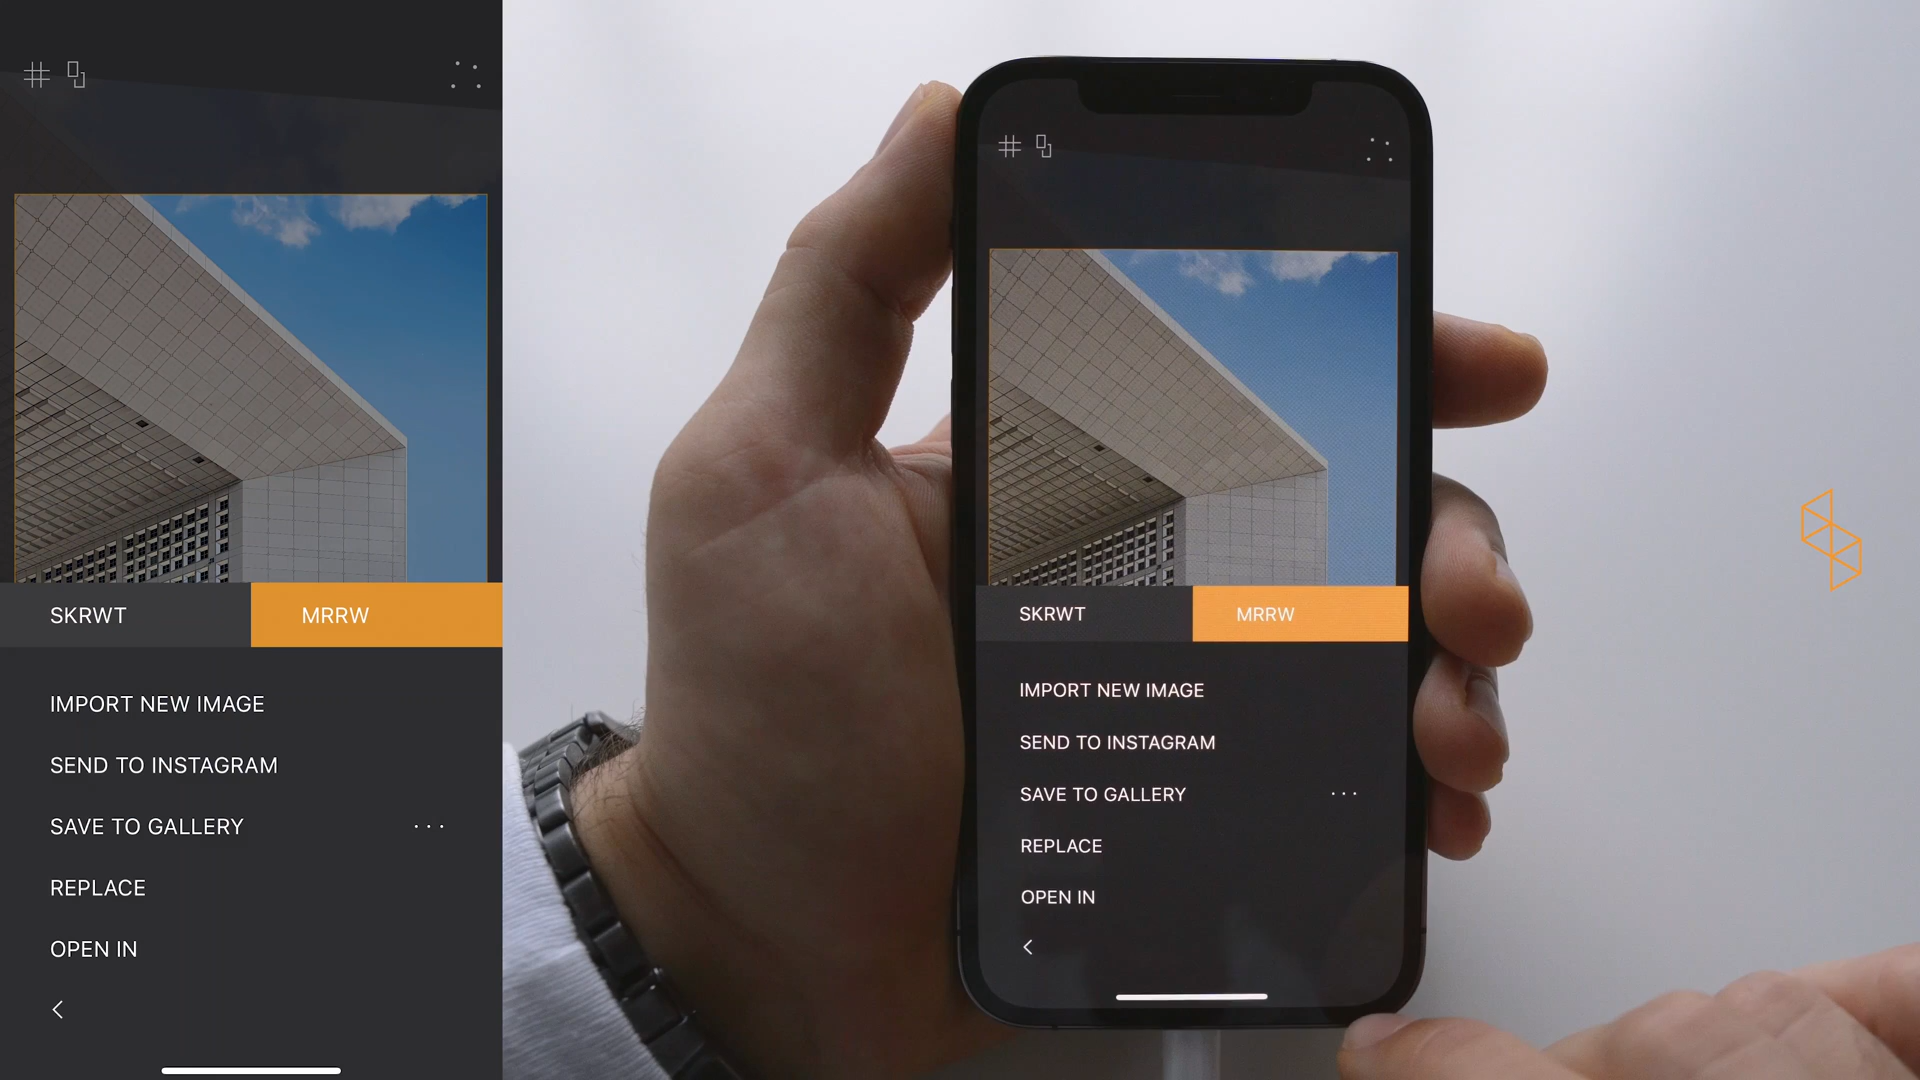 SKRWT MRRW
IMPORT NEW IMAGE
SEND TO INSTAGRAM
SAVE TO GALLERY ...
REPLACE
OPEN IN
SKRWT MRRW
IMPORT NEW IMAGE
SEND TO INSTAGRAM
SAVE TO GALLERY ...
REPLACE
OPEN IN